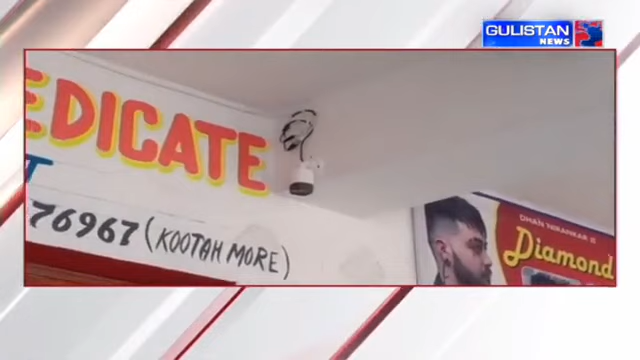 GULISTAN
NEWS
EDICATE
76967 (KOOTAH MORE)
DHAN NIRANKAR JI
Diamond